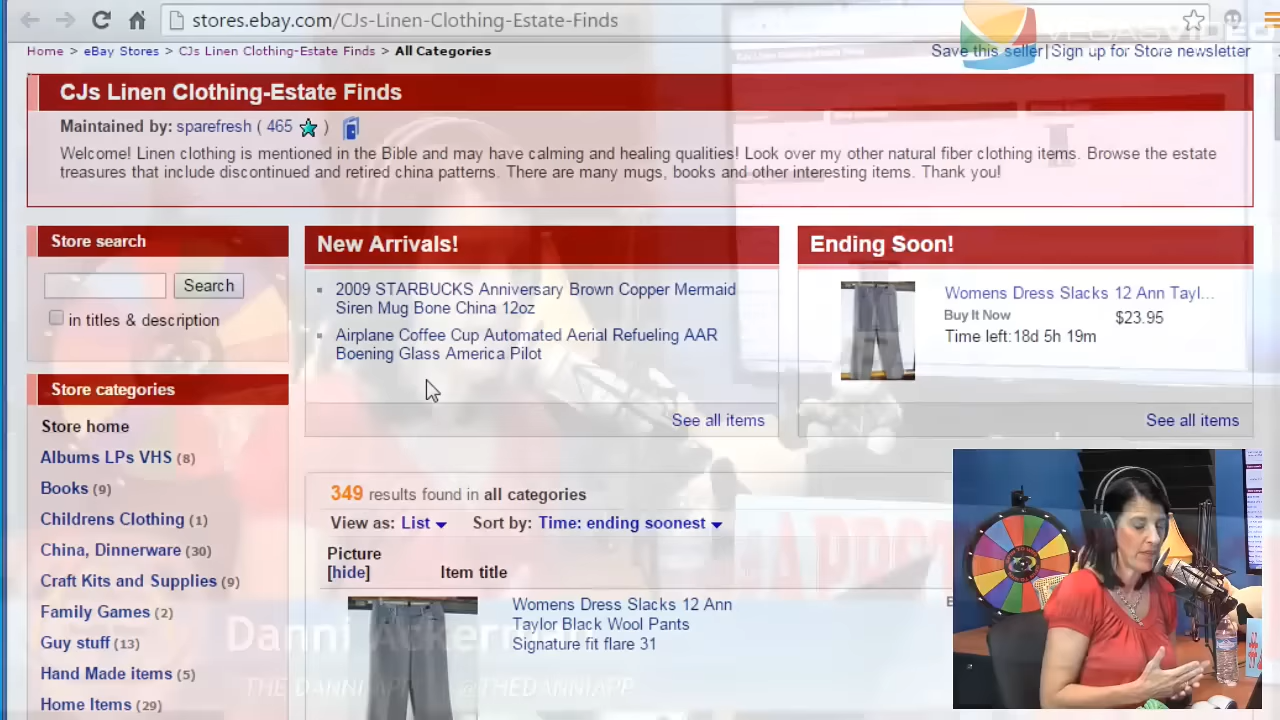 stores.ebay.com/CJs-Linen-Clothing-Estate-Finds
VEGAS VIDEO
Home > eBay Stores > CJs Linen Clothing-Estate Finds > All Categories
Save this seller | Sign up for Store newsletter
CJs Linen Clothing-Estate Finds
Maintained by: sparefresh ( 465 )
Welcome! Linen clothing is mentioned in the Bible and may have calming and healing qualities! Look over my other natural fiber clothing items. Browse the estate
treasures that include discontinued and retired china patterns. There are many mugs, books and other interesting items. Thank you!
Store search
Search
in titles & description
New Arrivals!
2009 STARBUCKS Anniversary Brown Copper Mermaid
Siren Mug Bone China 12oz
Airplane Coffee Cup Automated Aerial Refueling AAR
Boening Glass America Pilot
See all items
Ending Soon!
Womens Dress Slacks 12 Ann Tayl...
Buy It Now
$23.95
Time left:18d 5h 19m
See all items
Store categories
Store home
Albums LPs VHS (8)
Books (9)
Childrens Clothing (1)
China, Dinnerware (30)
Craft Kits and Supplies (9)
Family Games (2)
Guy stuff (13)
Hand Made items (5)
Home Items (29)
349 results found in all categories
View as: List Sort by: Time: ending soonest
Picture
[hide] Item title
Womens Dress Slacks 12 Ann
Taylor Black Wool Pants
Signature fit flare 31
Danni Ackerman
THE DANNI APP @THEDANNIAPP